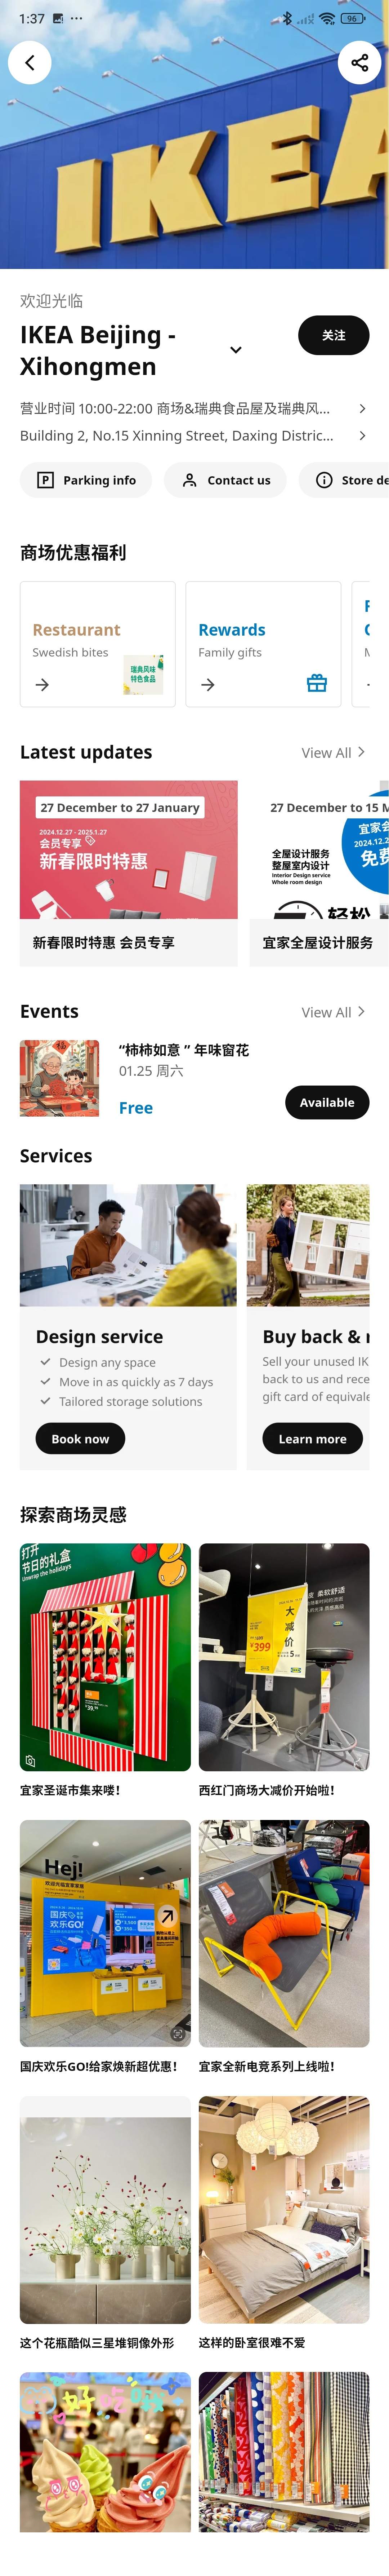 1:37
96
IKEA
欢迎光临
IKEA Beijing -
Xihongmen
关注
营业时间 10:00-22:00 商场&瑞典食品屋及瑞典风...
Building 2, No.15 Xinning Street, Daxing Distric...
P Parking info
Contact us
Store de
商场优惠福利
Restaurant
Swedish bites
瑞典风味
特色食品
Rewards
Family gifts
Latest updates
View All
27 December to 27 January
2024.12.27 - 2025.1.27
会员专享
新春限时特惠
新春限时特惠 会员专享
27 December to 15 M
宜家会
2024.12.2
免费
全屋设计服务
整屋室内设计
Interior Design service
Whole room design
轻松
宜家全屋设计服务
Events
View All
“柿柿如意 ” 年味窗花
01.25 周六
Free
Available
Services
Design service
Design any space
Move in as quickly as 7 days
Tailored storage solutions
Book now
Buy back & r
Sell your unused IK
back to us and rece
gift card of equivale
Learn more
探索商场灵感
打开
节日的礼盒
Unwrap the holidays
宜家圣诞市集来喽！
柔软舒适
大减价
399
西红门商场大减价开始啦！
Hej!
国庆
欢乐GO!
国庆欢乐GO!给家焕新超优惠！
宜家全新电竞系列上线啦！
这个花瓶酷似三星堆铜像外形
这样的卧室很难不爱
好吃